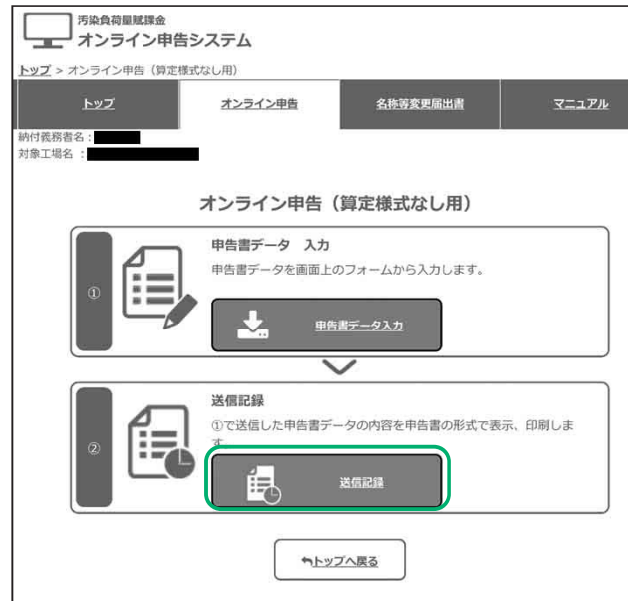 汚染負荷量賦課金
オンライン申告システム
トップ > オンライン申告（算定様式なし用）
トップ オンライン申告 名称等変更届出書 マニュアル
納付義務者名：
対象工場名 ：
オンライン申告（算定様式なし用）
申告書データ　入力
申告書データを画面上のフォームから入力します。
①
申告書データ入力
送信記録
①で送信した申告書データの内容を申告書の形式で表示、印刷しま
す
②
送信記録
トップへ戻る